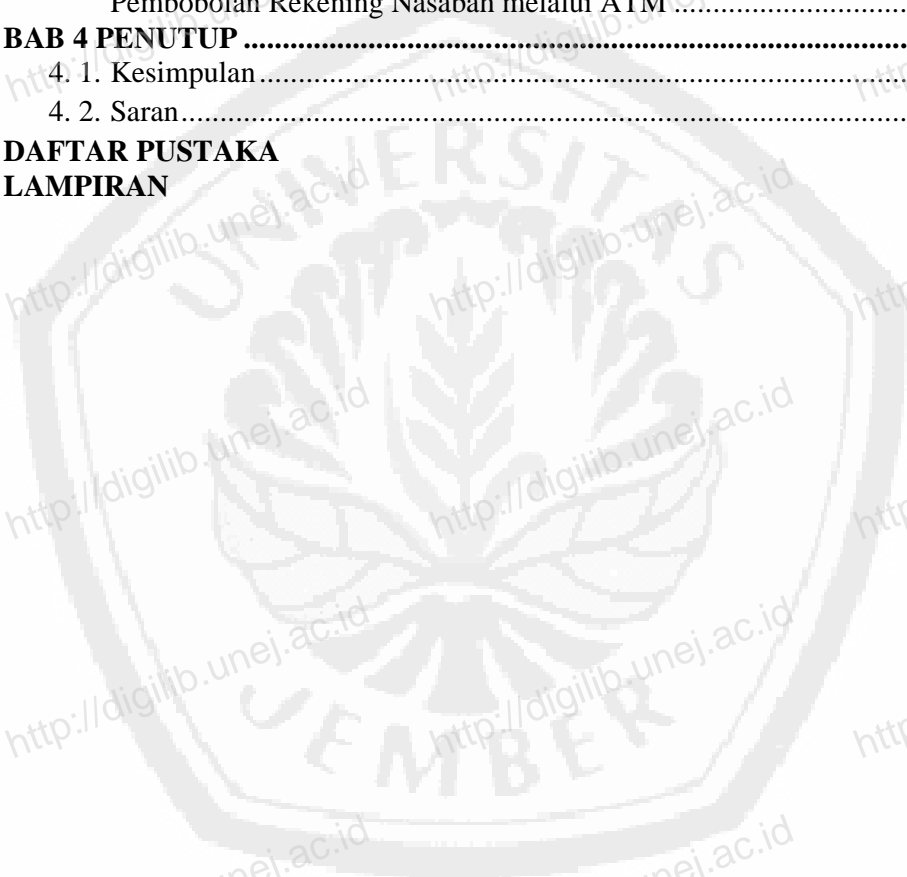 Pembobolan Rekening Nasabah melalui ATM ..............................
BAB 4 PENUTUP ......................................................................................
4. 1. Kesimpulan ...................................................................................
4. 2. Saran.............................................................................................
DAFTAR PUSTAKA
LAMPIRAN
UNIVERSITAS
JEMBER
http://digilib.unej.ac.id
http://digilib.unej.ac.id
http://digilib.unej.ac.id
http://digilib.unej.ac.id
http://digilib.unej.ac.id
http://digilib.unej.ac.id
http://digilib.unej.ac.id
http://digilib.unej.ac.id